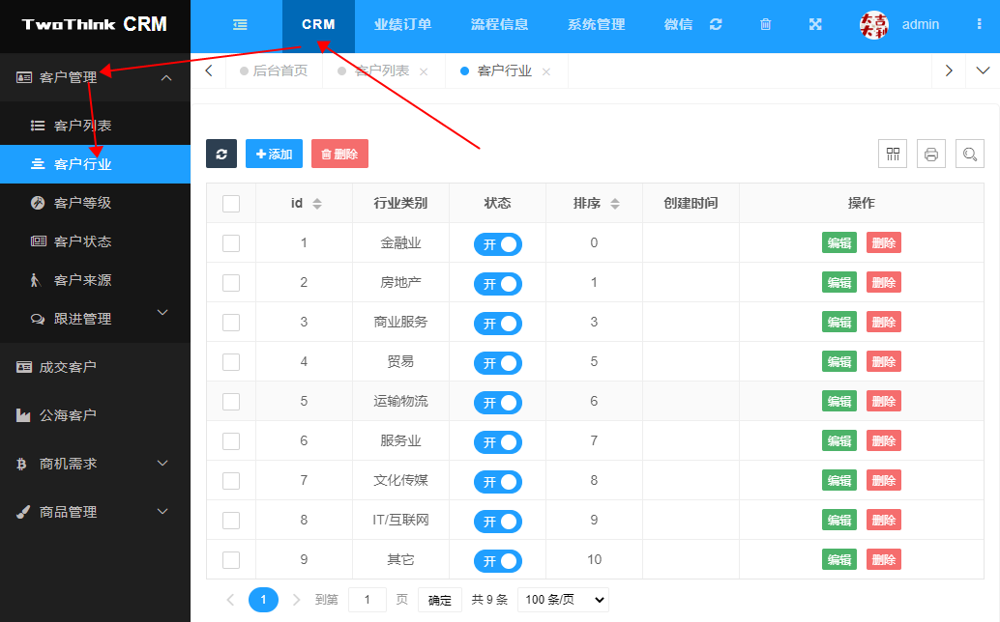 TwoThink CRM
CRM
业绩订单
流程信息
系统管理
微信
大吉
大利
admin
客户管理
客户列表
客户行业
客户等级
客户状态
客户来源
跟进管理
成交客户
公海客户
商机需求
商品管理
后台首页
客户列表
客户行业
添加
删除
id 行业类别 状态 排序 创建时间 操作
1 金融业 开 0 编辑 删除
2 房地产 开 1 编辑 删除
3 商业服务 开 3 编辑 删除
4 贸易 开 5 编辑 删除
5 运输物流 开 6 编辑 删除
6 服务业 开 7 编辑 删除
7 文化传媒 开 8 编辑 删除
8 IT/互联网 开 9 编辑 删除
9 其它 开 10 编辑 删除
1 到第 1 页 确定 共 9 条 100 条/页